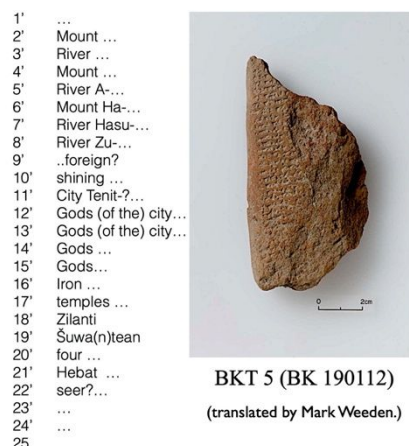 1' ...
2' Mount ...
3' River ...
4' Mount ...
5' River A-...
6' Mount Ha-...
7' River Hasu-...
8' River Zu-...
9' ..foreign?
10' shining ...
11' City Tenit-?...
12' Gods (of the) city...
13' Gods (of the) city...
14' Gods ...
15' Gods...
16' Iron ...
17' temples ...
18' Zilanti
19' Šuwa(n)tean
20' four ...
21' Hebat ...
22' seer?...
23' ...
24' ...
25
0 2cm
BKT 5 (BK 190112)
(translated by Mark Weeden.)